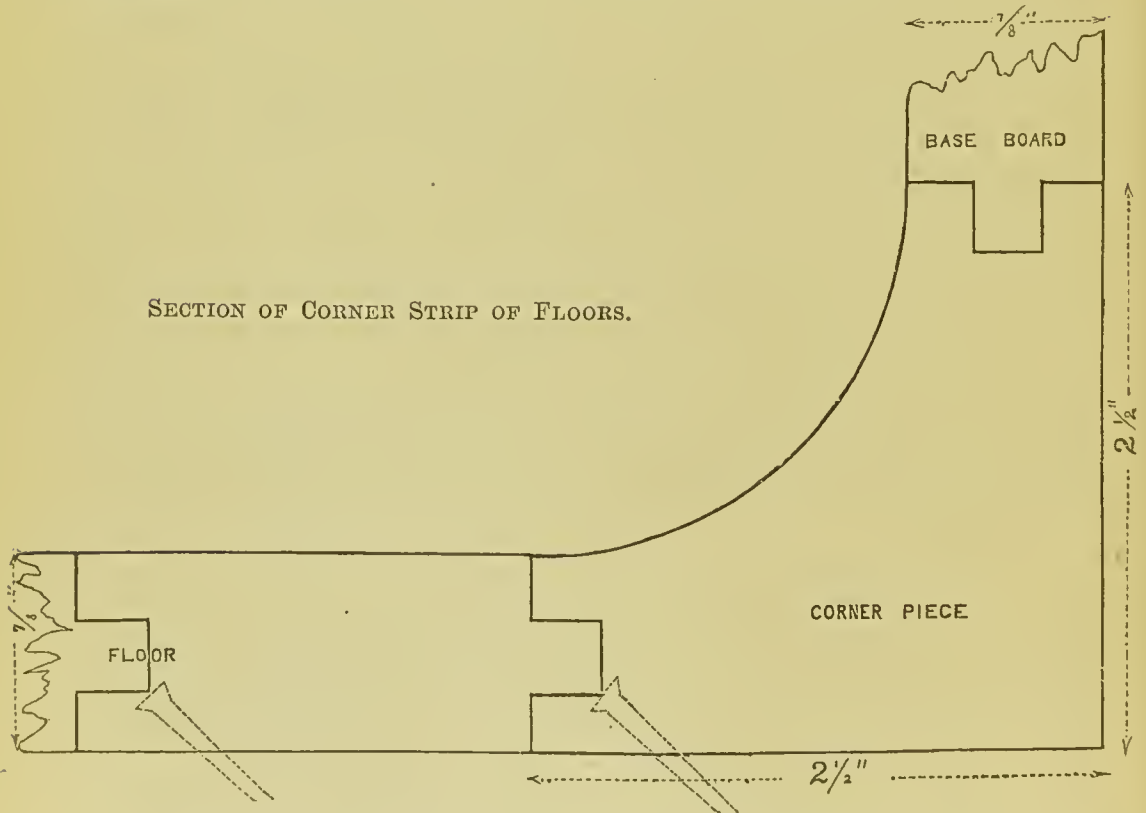 7/8"
BASE BOARD
SECTION OF CORNER STRIP OF FLOORS.
2 1/2"
7/8"
CORNER PIECE
FLOOR
2 1/2"